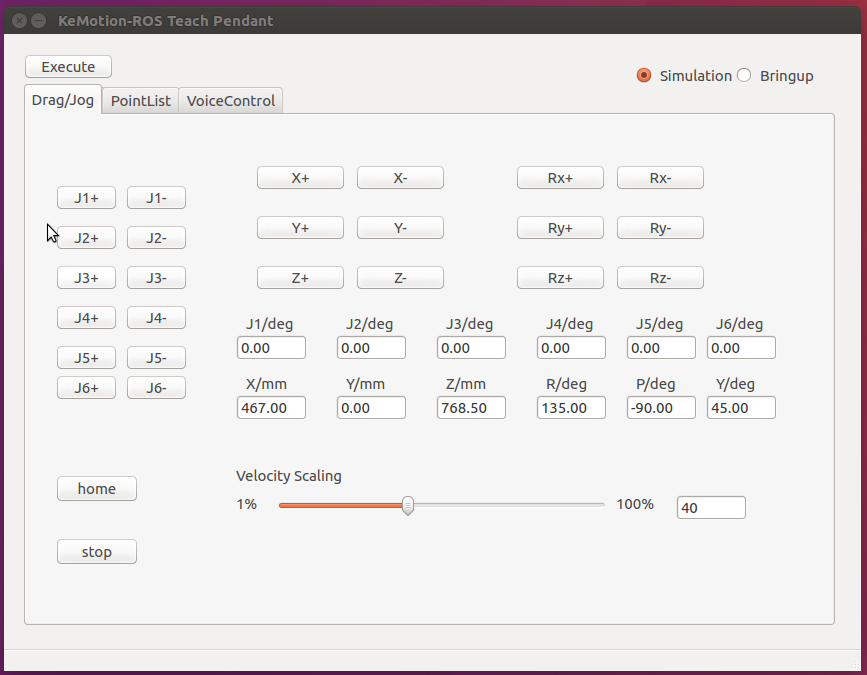 KeMotion-ROS Teach Pendant
Execute
Simulation Bringup
Drag/Jog PointList VoiceControl
X+ X- Rx+ Rx-
J1+ J1-
Y+ Y- Ry+ Ry-
J2+ J2-
Z+ Z- Rz+ Rz-
J3+ J3-
J4+ J4-
J1/deg J2/deg J3/deg J4/deg J5/deg J6/deg
0.00 0.00 0.00 0.00 0.00 0.00
J5+ J5-
X/mm Y/mm Z/mm R/deg P/deg Y/deg
J6+ J6-
467.00 0.00 768.50 135.00 -90.00 45.00
Velocity Scaling
home
1% 100% 40
stop